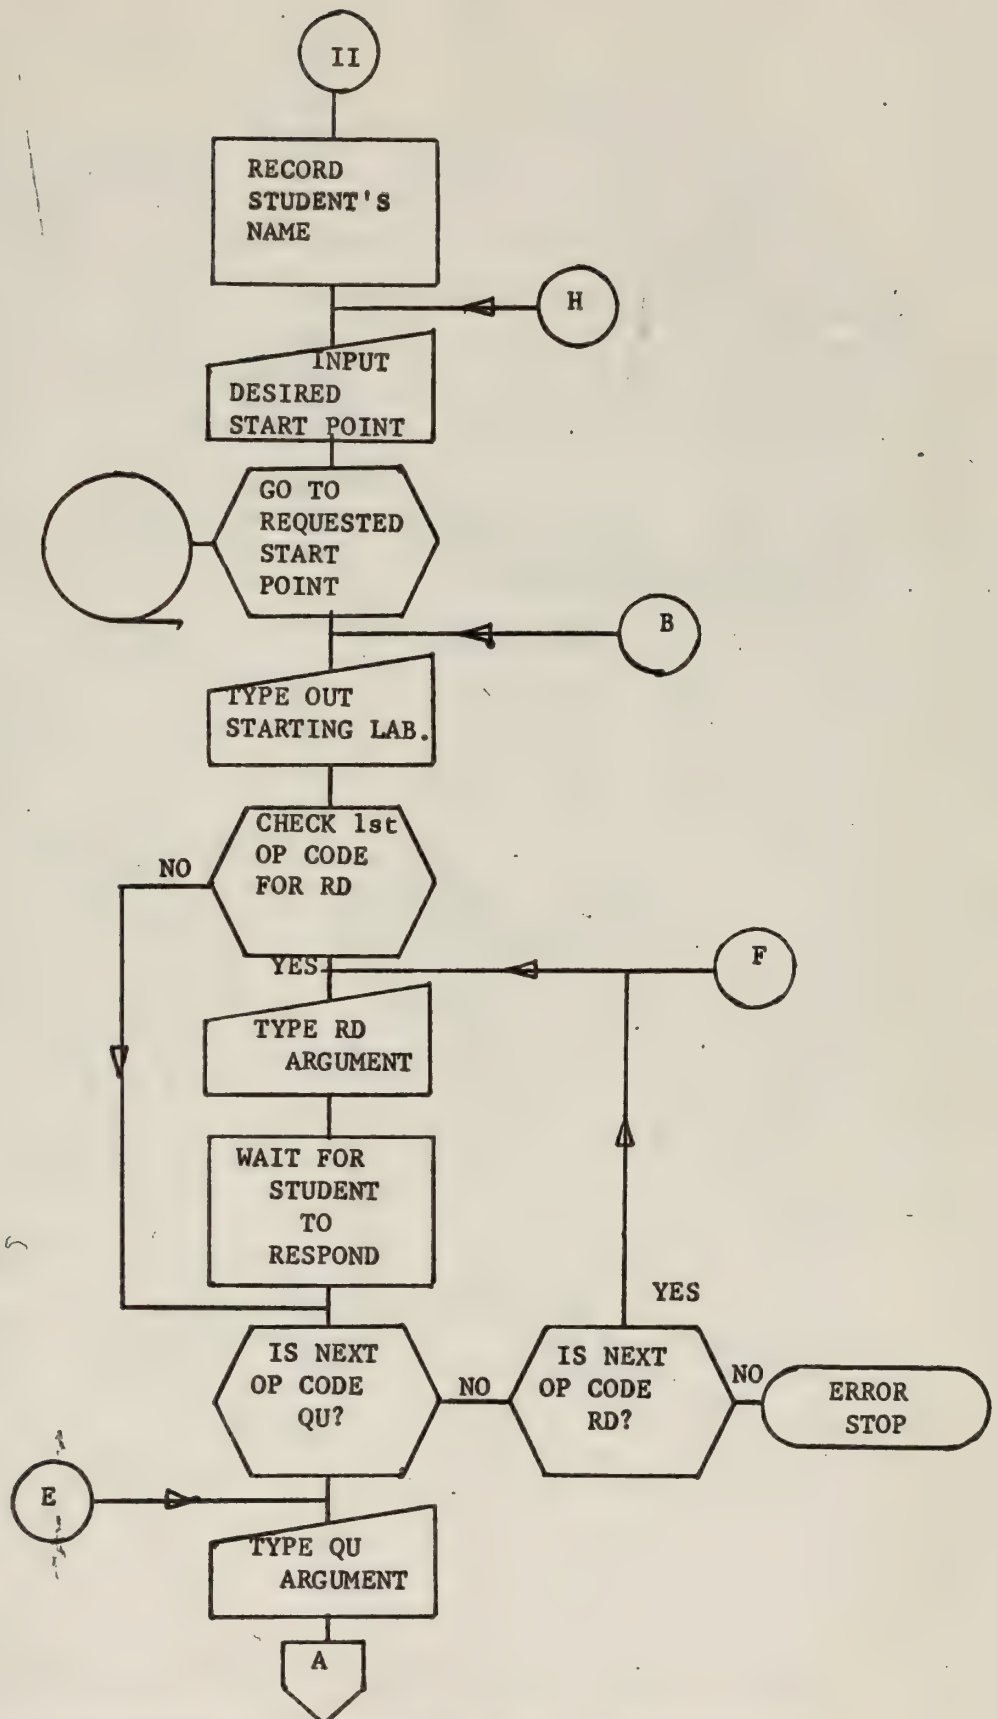 II
RECORD
STUDENT'S
NAME
H
INPUT
DESIRED
START POINT
GO TO
REQUESTED
START
POINT
B
TYPE OUT
STARTING LAB.
CHECK 1st
OP CODE
FOR RD
NO
YES
F
TYPE RD
ARGUMENT
WAIT FOR
STUDENT
TO
RESPOND
YES
IS NEXT
OP CODE
QU?
NO
IS NEXT
OP CODE
RD?
NO
ERROR
STOP
E
TYPE QU
ARGUMENT
A